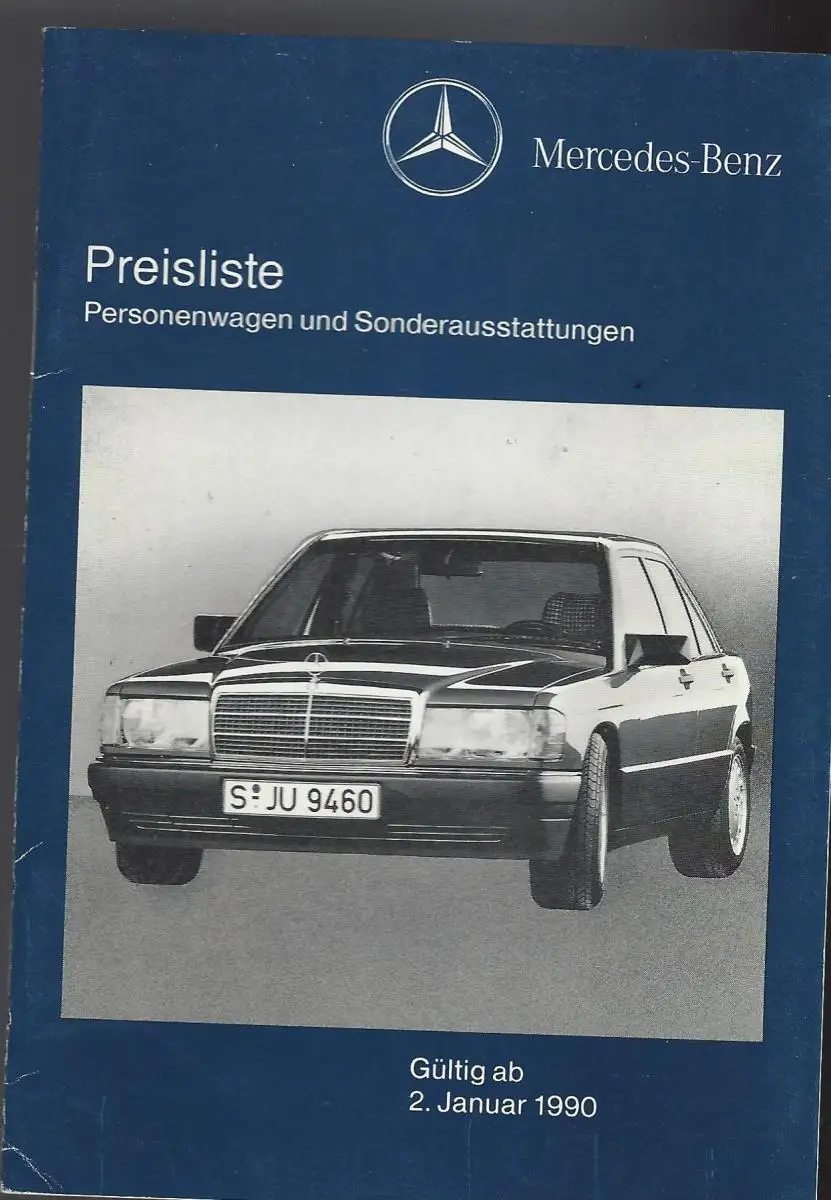 Mercedes-Benz
Preisliste
Personenwagen und Sonderausstattungen
S JU 9460
Gültig ab
2. Januar 1990